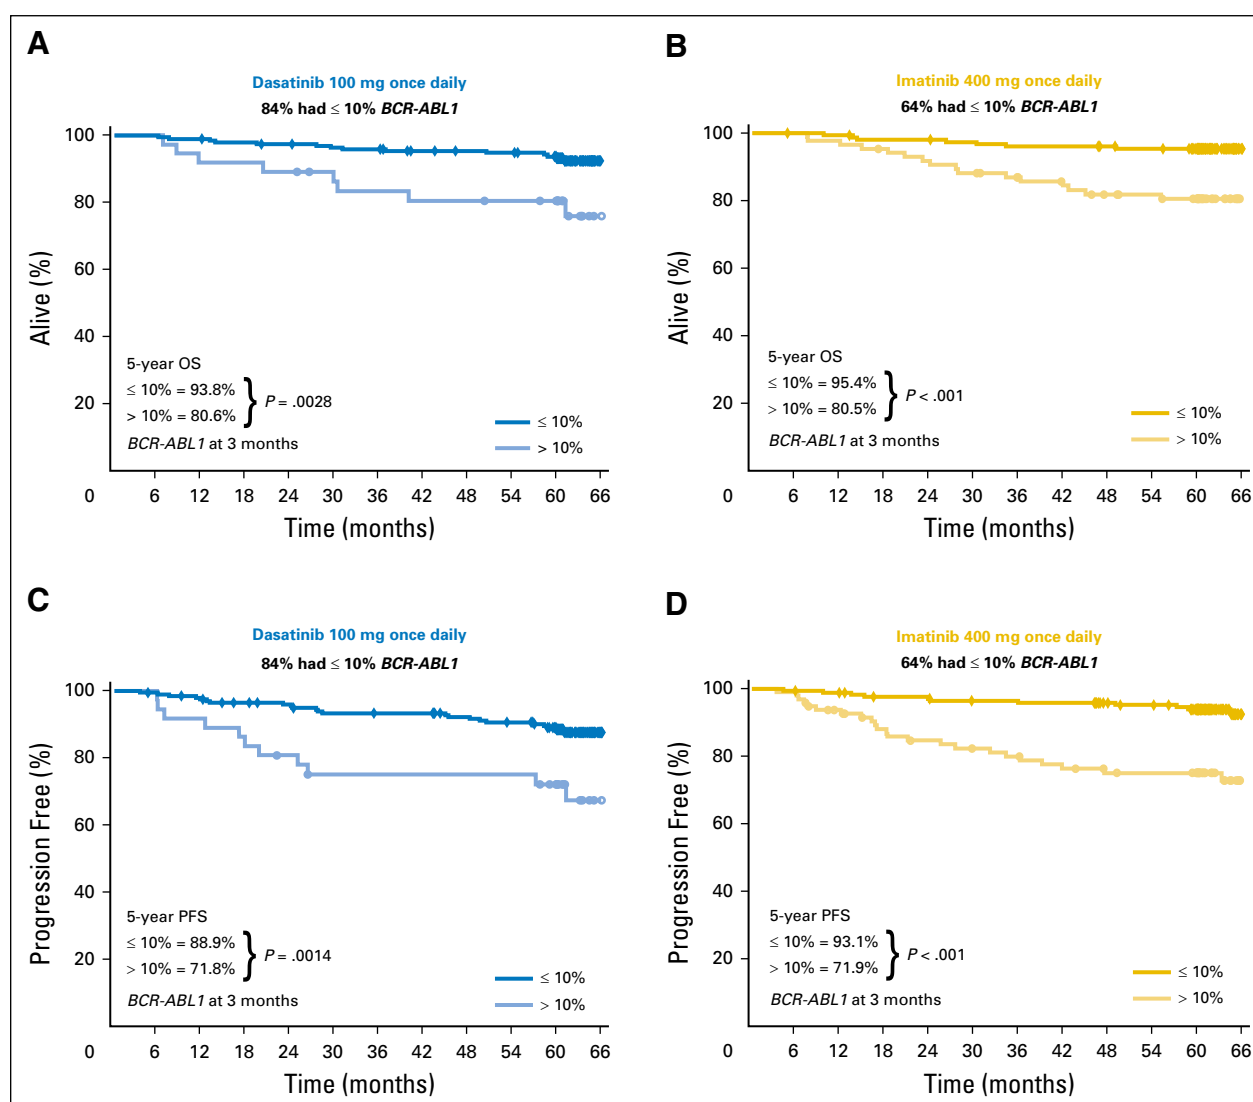 A
Dasatinib 100 mg once daily
84% had ≤ 10% BCR-ABL1
Alive (%)
100
80
60
40
20
0
5-year OS
≤ 10% = 93.8%
> 10% = 80.6%
P = .0028
BCR-ABL1 at 3 months
≤ 10%
> 10%
6 12 18 24 30 36 42 48 54 60 66
Time (months)
B
Imatinib 400 mg once daily
64% had ≤ 10% BCR-ABL1
Alive (%)
100
80
60
40
20
0
5-year OS
≤ 10% = 95.4%
> 10% = 80.5%
P < .001
BCR-ABL1 at 3 months
≤ 10%
> 10%
6 12 18 24 30 36 42 48 54 60 66
Time (months)
C
Dasatinib 100 mg once daily
84% had ≤ 10% BCR-ABL1
Progression Free (%)
100
80
60
40
20
0
5-year PFS
≤ 10% = 88.9%
> 10% = 71.8%
P = .0014
BCR-ABL1 at 3 months
≤ 10%
> 10%
6 12 18 24 30 36 42 48 54 60 66
Time (months)
D
Imatinib 400 mg once daily
64% had ≤ 10% BCR-ABL1
Progression Free (%)
100
80
60
40
20
0
5-year PFS
≤ 10% = 93.1%
> 10% = 71.9%
P < .001
BCR-ABL1 at 3 months
≤ 10%
> 10%
6 12 18 24 30 36 42 48 54 60 66
Time (months)